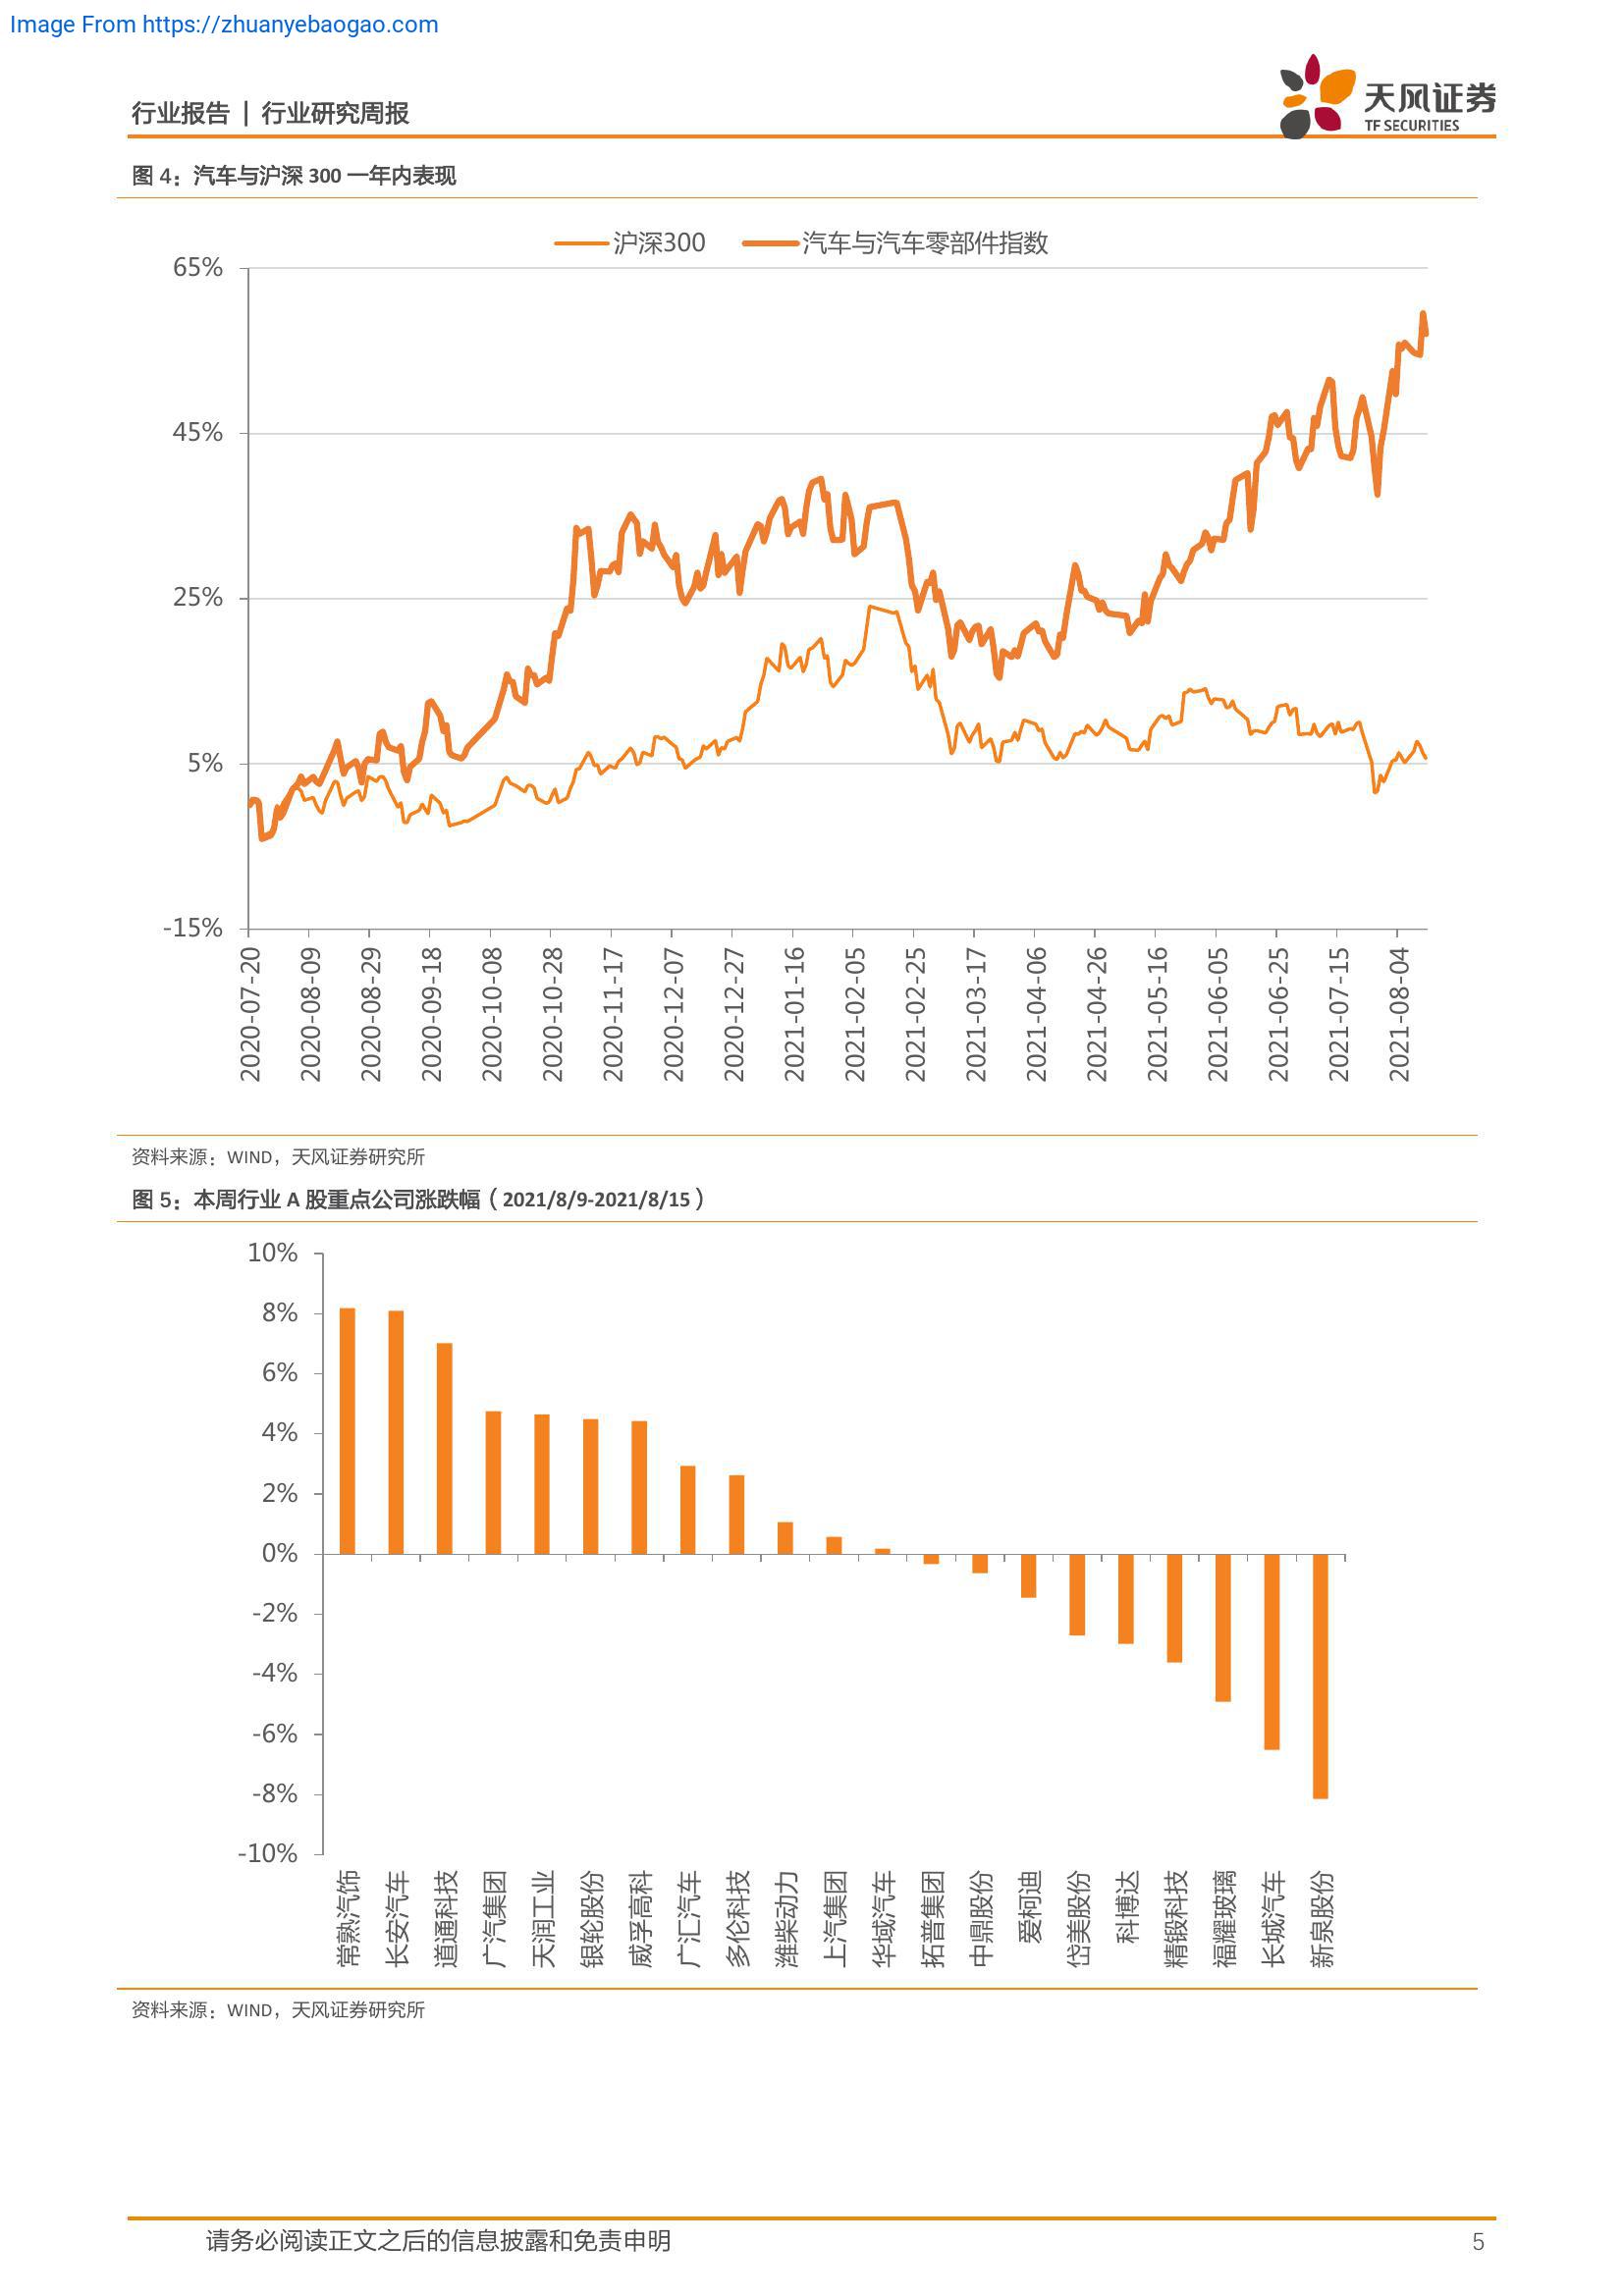 Image From https://zhuanyebaogao.com
行业报告 | 行业研究周报
天风证券
TF SECURITIES
图 4：汽车与沪深 300 一年内表现
沪深300
汽车与汽车零部件指数
65%
45%
25%
5%
-15%
2020-07-20
2020-08-09
2020-08-29
2020-09-18
2020-10-08
2020-10-28
2020-11-17
2020-12-07
2020-12-27
2021-01-16
2021-02-05
2021-02-25
2021-03-17
2021-04-06
2021-04-26
2021-05-16
2021-06-05
2021-06-25
2021-07-15
2021-08-04
资料来源：WIND，天风证券研究所
图 5：本周行业 A 股重点公司涨跌幅（2021/8/9-2021/8/15）
10%
8%
6%
4%
2%
0%
-2%
-4%
-6%
-8%
-10%
常熟汽饰
长安汽车
道通科技
广汽集团
天润工业
银轮股份
威孚高科
广汇汽车
多伦科技
潍柴动力
上汽集团
华域汽车
拓普集团
中鼎股份
爱柯迪
岱美股份
科博达
精锻科技
福耀玻璃
长城汽车
新泉股份
资料来源：WIND，天风证券研究所
请务必阅读正文之后的信息披露和免责申明
5